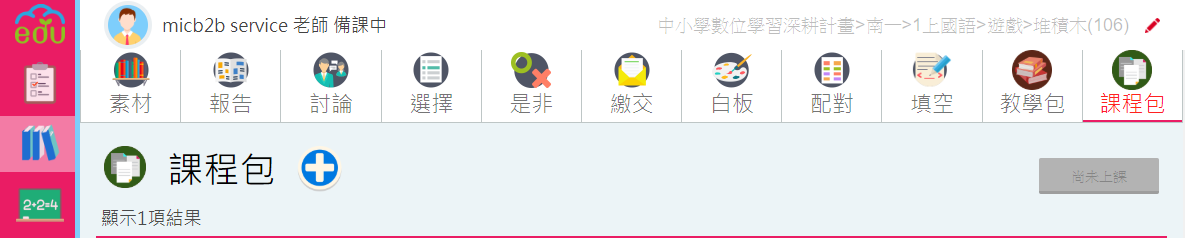 edu
micb2b service 老師 備課中
中小學數位學習深耕計畫>南一>1上國語>遊戲>堆積木(106)
素材 報告 討論 選擇 是非 繳交 白板 配對 填空 教學包 課程包
2+2=4
課程包
尚未上課
顯示1項結果